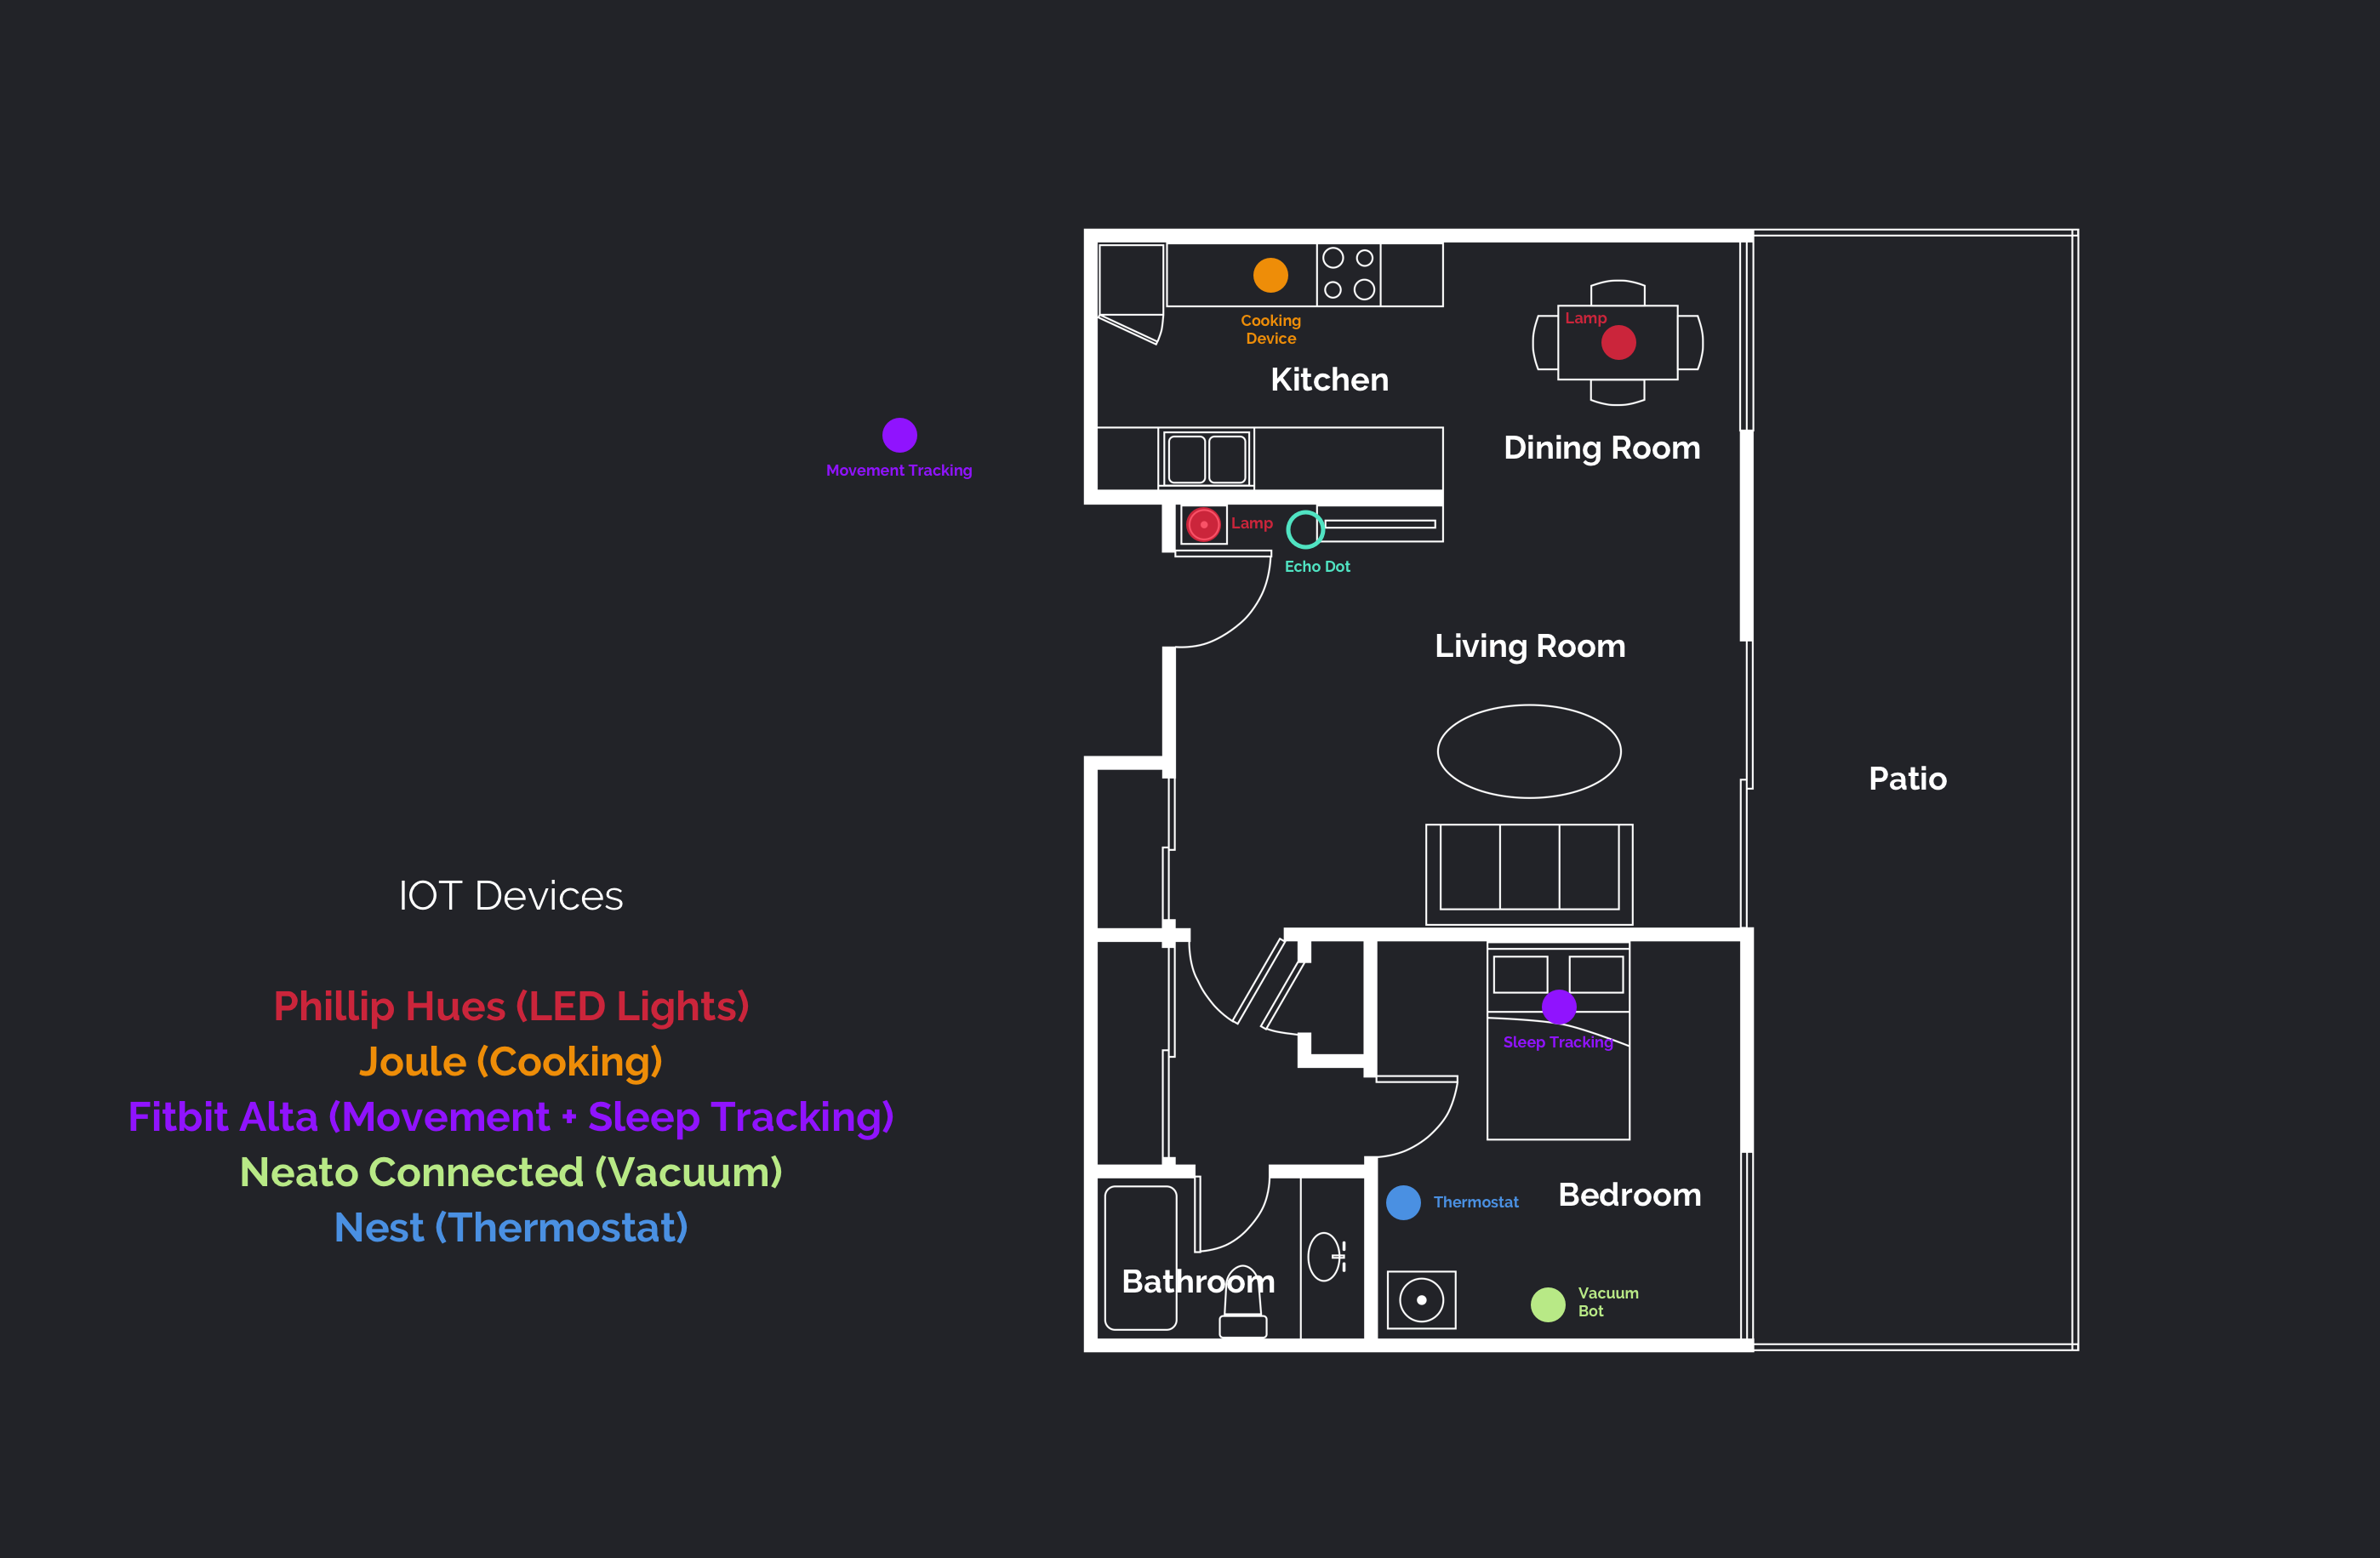 Cooking
Device
Kitchen
Lamp
Dining Room
Movement Tracking
Lamp
Echo Dot
Living Room
Patio
IOT Devices
Phillip Hues (LED Lights)
Joule (Cooking)
Fitbit Alta (Movement + Sleep Tracking)
Neato Connected (Vacuum)
Nest (Thermostat)
Sleep Tracking
Thermostat
Bedroom
Bathroom
Vacuum
Bot